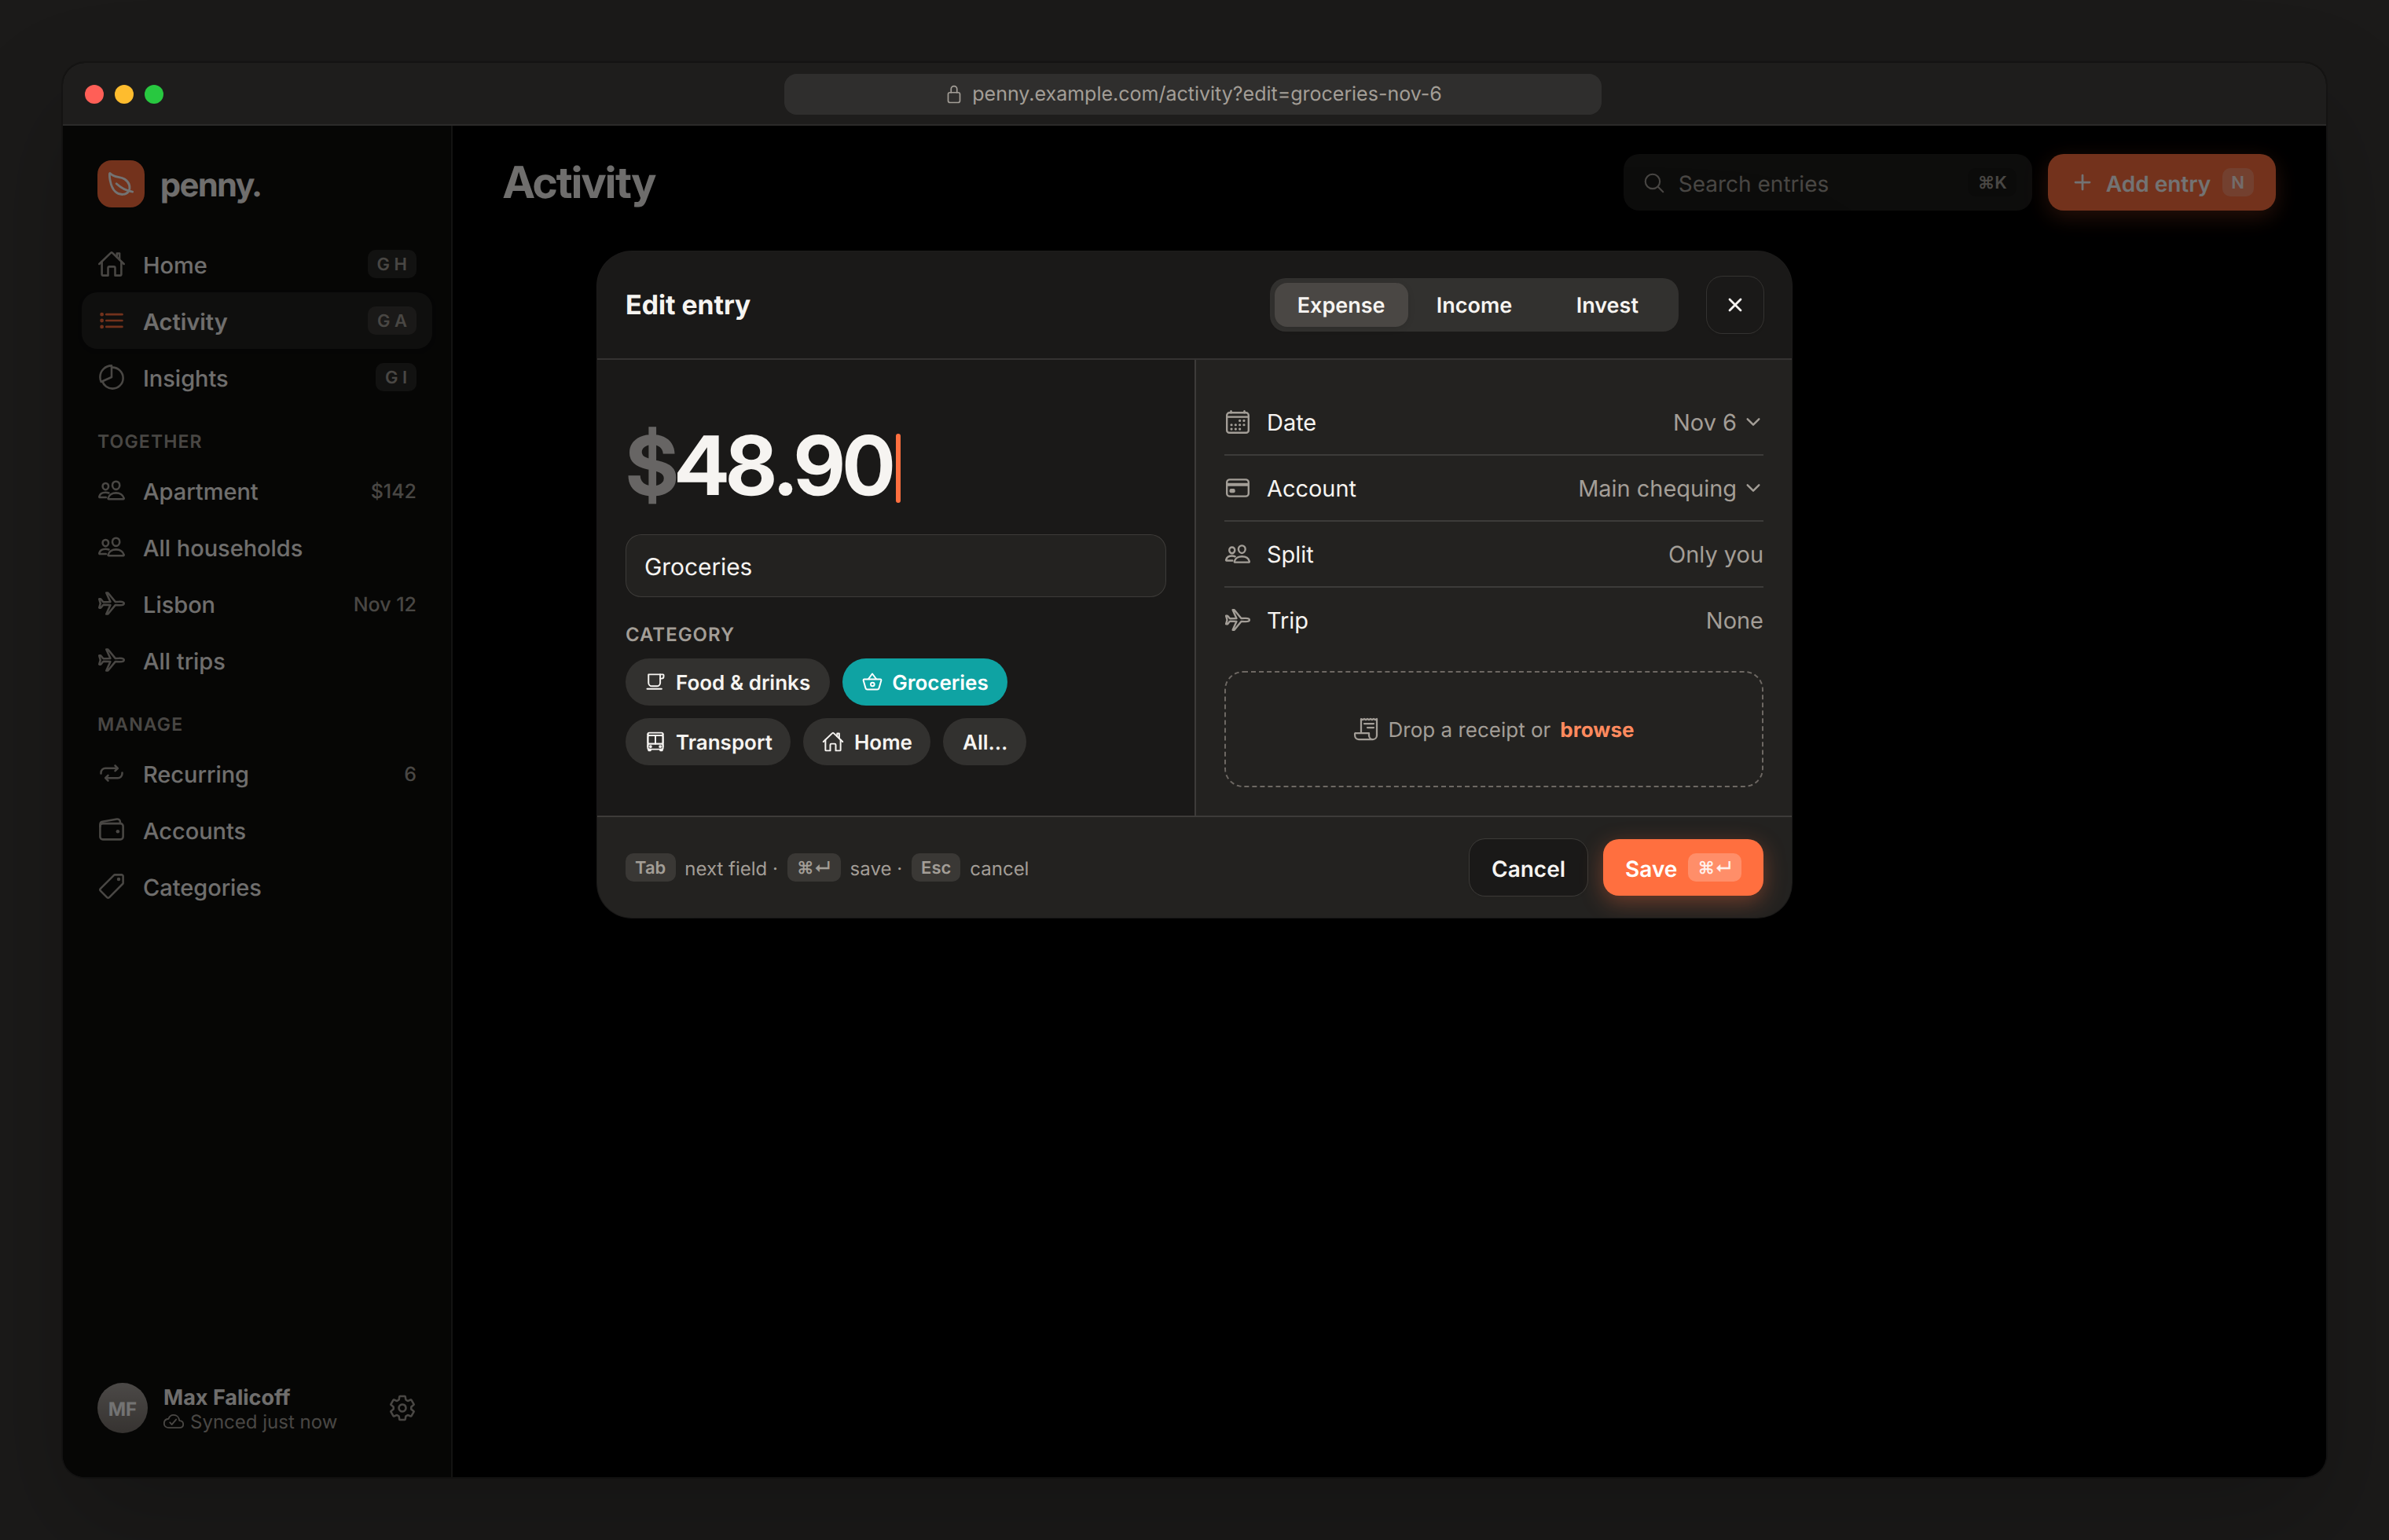 penny.example.com/activity?edit=groceries-nov-6
penny.
Home G H
Activity G A
Insights G I
TOGETHER
Apartment $142
All households
Lisbon Nov 12
All trips
MANAGE
Recurring 6
Accounts
Categories
MF
Max Falicoff
Synced just now
Activity
Search entries ⌘K
Add entry N
Edit entry
Expense Income Invest
$48.90
Groceries
CATEGORY
Food & drinks Groceries
Transport Home All...
Date Nov 6
Account Main chequing
Split Only you
Trip None
Drop a receipt or browse
Tab next field · ⌘↵ save · Esc cancel
Cancel
Save ⌘↵